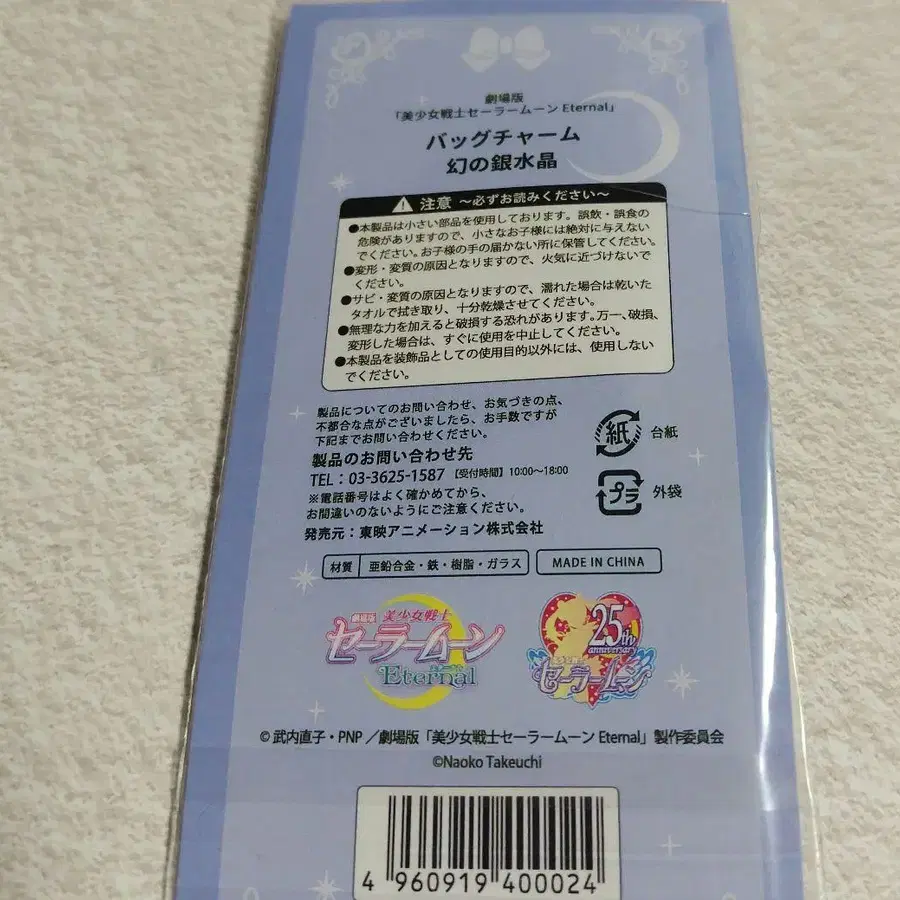 劇場版
「美少女戦士セーラームーン Eternal」
バッグチャーム
幻の銀水晶
注意 〜必ずお読みください〜
●本製品は小さい部品を使用しております。誤飲・誤食の
危険がありますので、小さなお子様には絶対に与えない
でください。お子様の手の届かない所に保管してください。
●変形・変質の原因となりますので、火気に近づけないで
ください。
●サビ・変質の原因となりますので、濡れた場合は乾いた
タオルで拭き取り、十分乾燥させてください。
●無理な力を加えると破損する恐れがあります。万一、破損、
変形した場合は、すぐに使用を中止してください。
●本製品を装飾品としての使用目的以外には、使用しない
でください。
製品についてのお問い合わせ、お気づきの点、
不都合な点がございましたら、お手数ですが
下記までお問い合わせください。
製品のお問い合わせ先
TEL：03-3625-1587 【受付時間】10:00〜18:00
※電話番号はよく確かめてから、
お間違いのないようにご注意ください。
発売元：東映アニメーション株式会社
紙 台紙
プラ 外袋
材質 亜鉛合金・鉄・樹脂・ガラス
MADE IN CHINA
劇場版 美少女戦士
セーラームーン
Eternal
25th
anniversary
美少女戦士
セーラームーン
© 武内直子・PNP／劇場版「美少女戦士セーラームーン Eternal」製作委員会
©Naoko Takeuchi
4 960919 400024